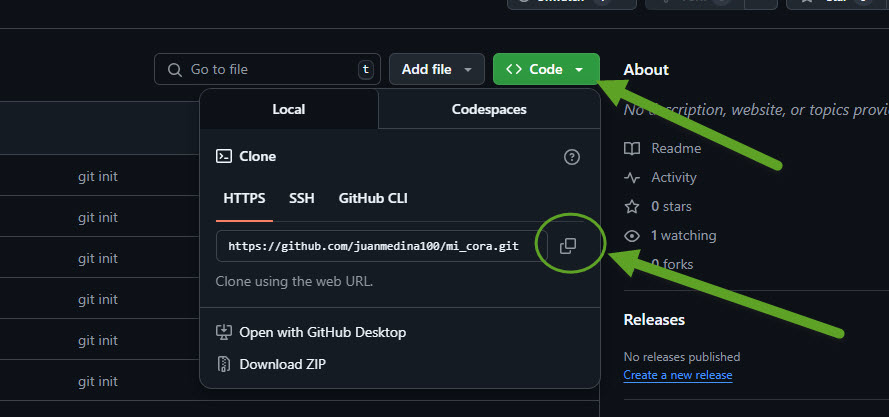 Go to file
t
Add file
<> Code
Local
Codespaces
Clone
HTTPS
SSH
GitHub CLI
https://github.com/juanmedina100/mi_cora.git
Clone using the web URL.
Open with GitHub Desktop
Download ZIP
git init
git init
git init
git init
git init
git init
About
No description, website, or topics provi
Readme
Activity
0 stars
1 watching
0 forks
Releases
No releases published
Create a new release